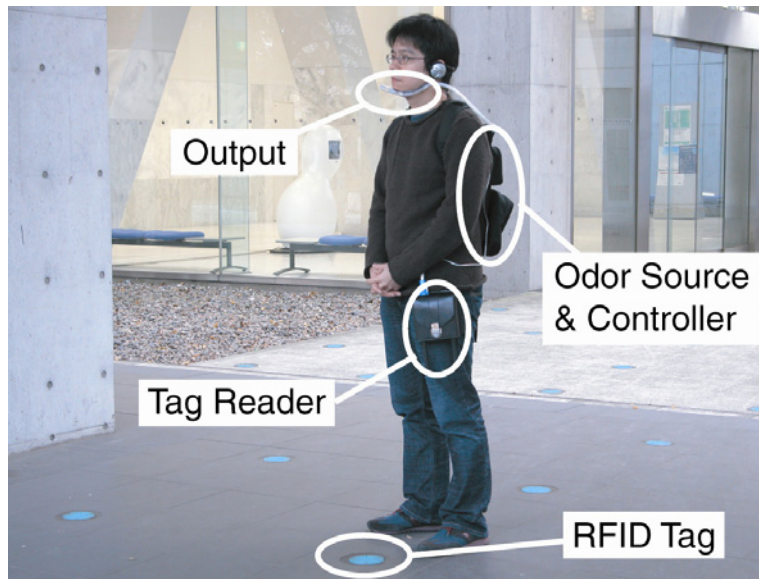 Output
Odor Source
& Controller
Tag Reader
RFID Tag